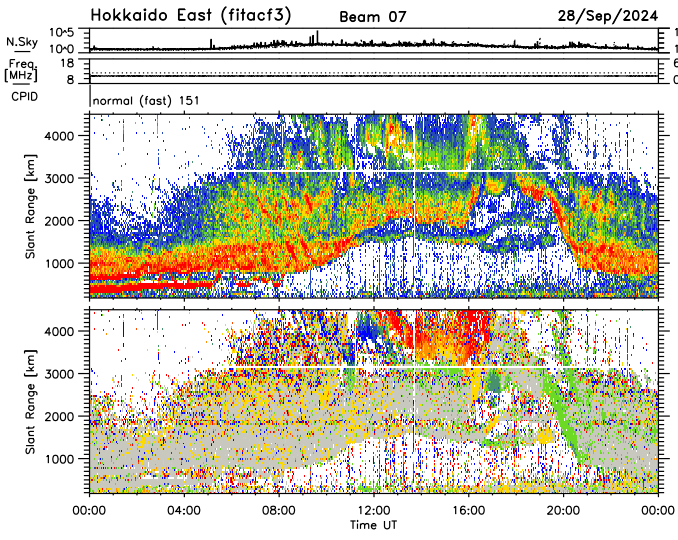 Hokkaido East (fitacf3) Beam 07 28/Sep/2024
N.Sky 10^5 10^0 1 1
Freq. [MHz] 18 8 6 0
CPID normal (fast) 151
Slant Range [km] 4000 3000 2000 1000
Slant Range [km] 4000 3000 2000 1000
00:00 04:00 08:00 12:00 16:00 20:00 00:00
Time UT